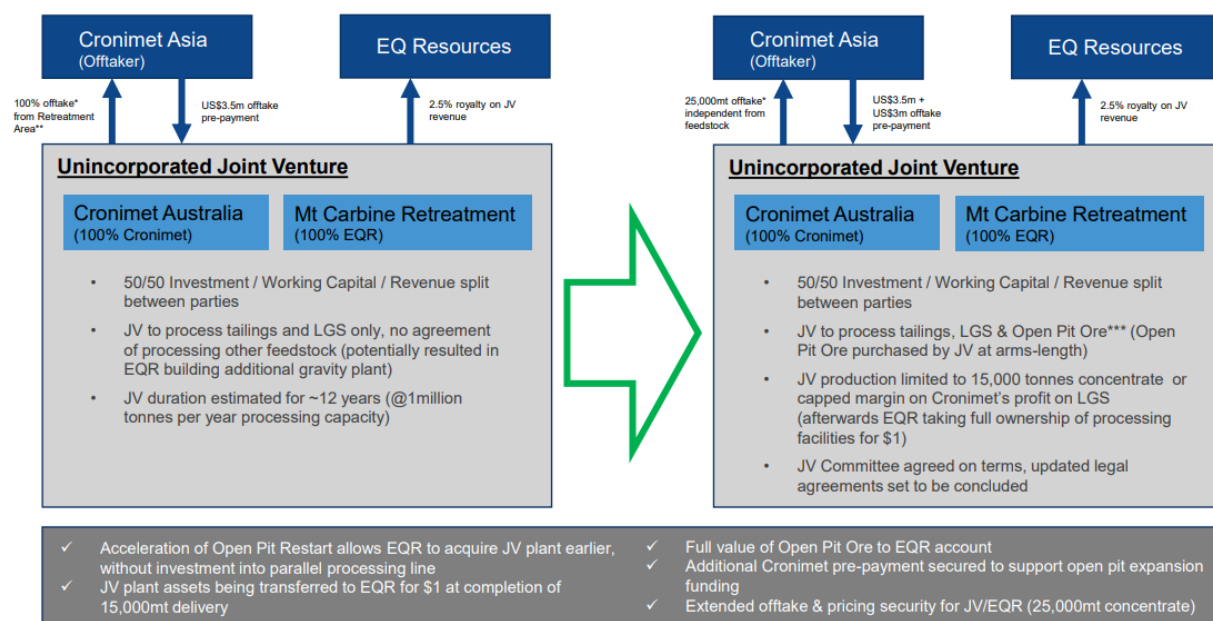 Cronimet Asia
(Offtaker)
EQ Resources
100% offtake*
from Retreatment
Area**
US$3.5m offtake
pre-payment
2.5% royalty on JV
revenue
Unincorporated Joint Venture
Cronimet Australia
(100% Cronimet)
Mt Carbine Retreatment
(100% EQR)
• 50/50 Investment / Working Capital / Revenue split
between parties
• JV to process tailings and LGS only, no agreement
of processing other feedstock (potentially resulted in
EQR building additional gravity plant)
• JV duration estimated for ~12 years (@1million
tonnes per year processing capacity)
Cronimet Asia
(Offtaker)
EQ Resources
25,000mt offtake*
independent from
feedstock
US$3.5m +
US$3m offtake
pre-payment
2.5% royalty on JV
revenue
Unincorporated Joint Venture
Cronimet Australia
(100% Cronimet)
Mt Carbine Retreatment
(100% EQR)
• 50/50 Investment / Working Capital / Revenue split
between parties
• JV to process tailings, LGS & Open Pit Ore*** (Open
Pit Ore purchased by JV at arms-length)
• JV production limited to 15,000 tonnes concentrate or
capped margin on Cronimet's profit on LGS
(afterwards EQR taking full ownership of processing
facilities for $1)
• JV Committee agreed on terms, updated legal
agreements set to be concluded
✓ Acceleration of Open Pit Restart allows EQR to acquire JV plant earlier,
without investment into parallel processing line
✓ JV plant assets being transferred to EQR for $1 at completion of
15,000mt delivery
✓ Full value of Open Pit Ore to EQR account
✓ Additional Cronimet pre-payment secured to support open pit expansion
funding
✓ Extended offtake & pricing security for JV/EQR (25,000mt concentrate)